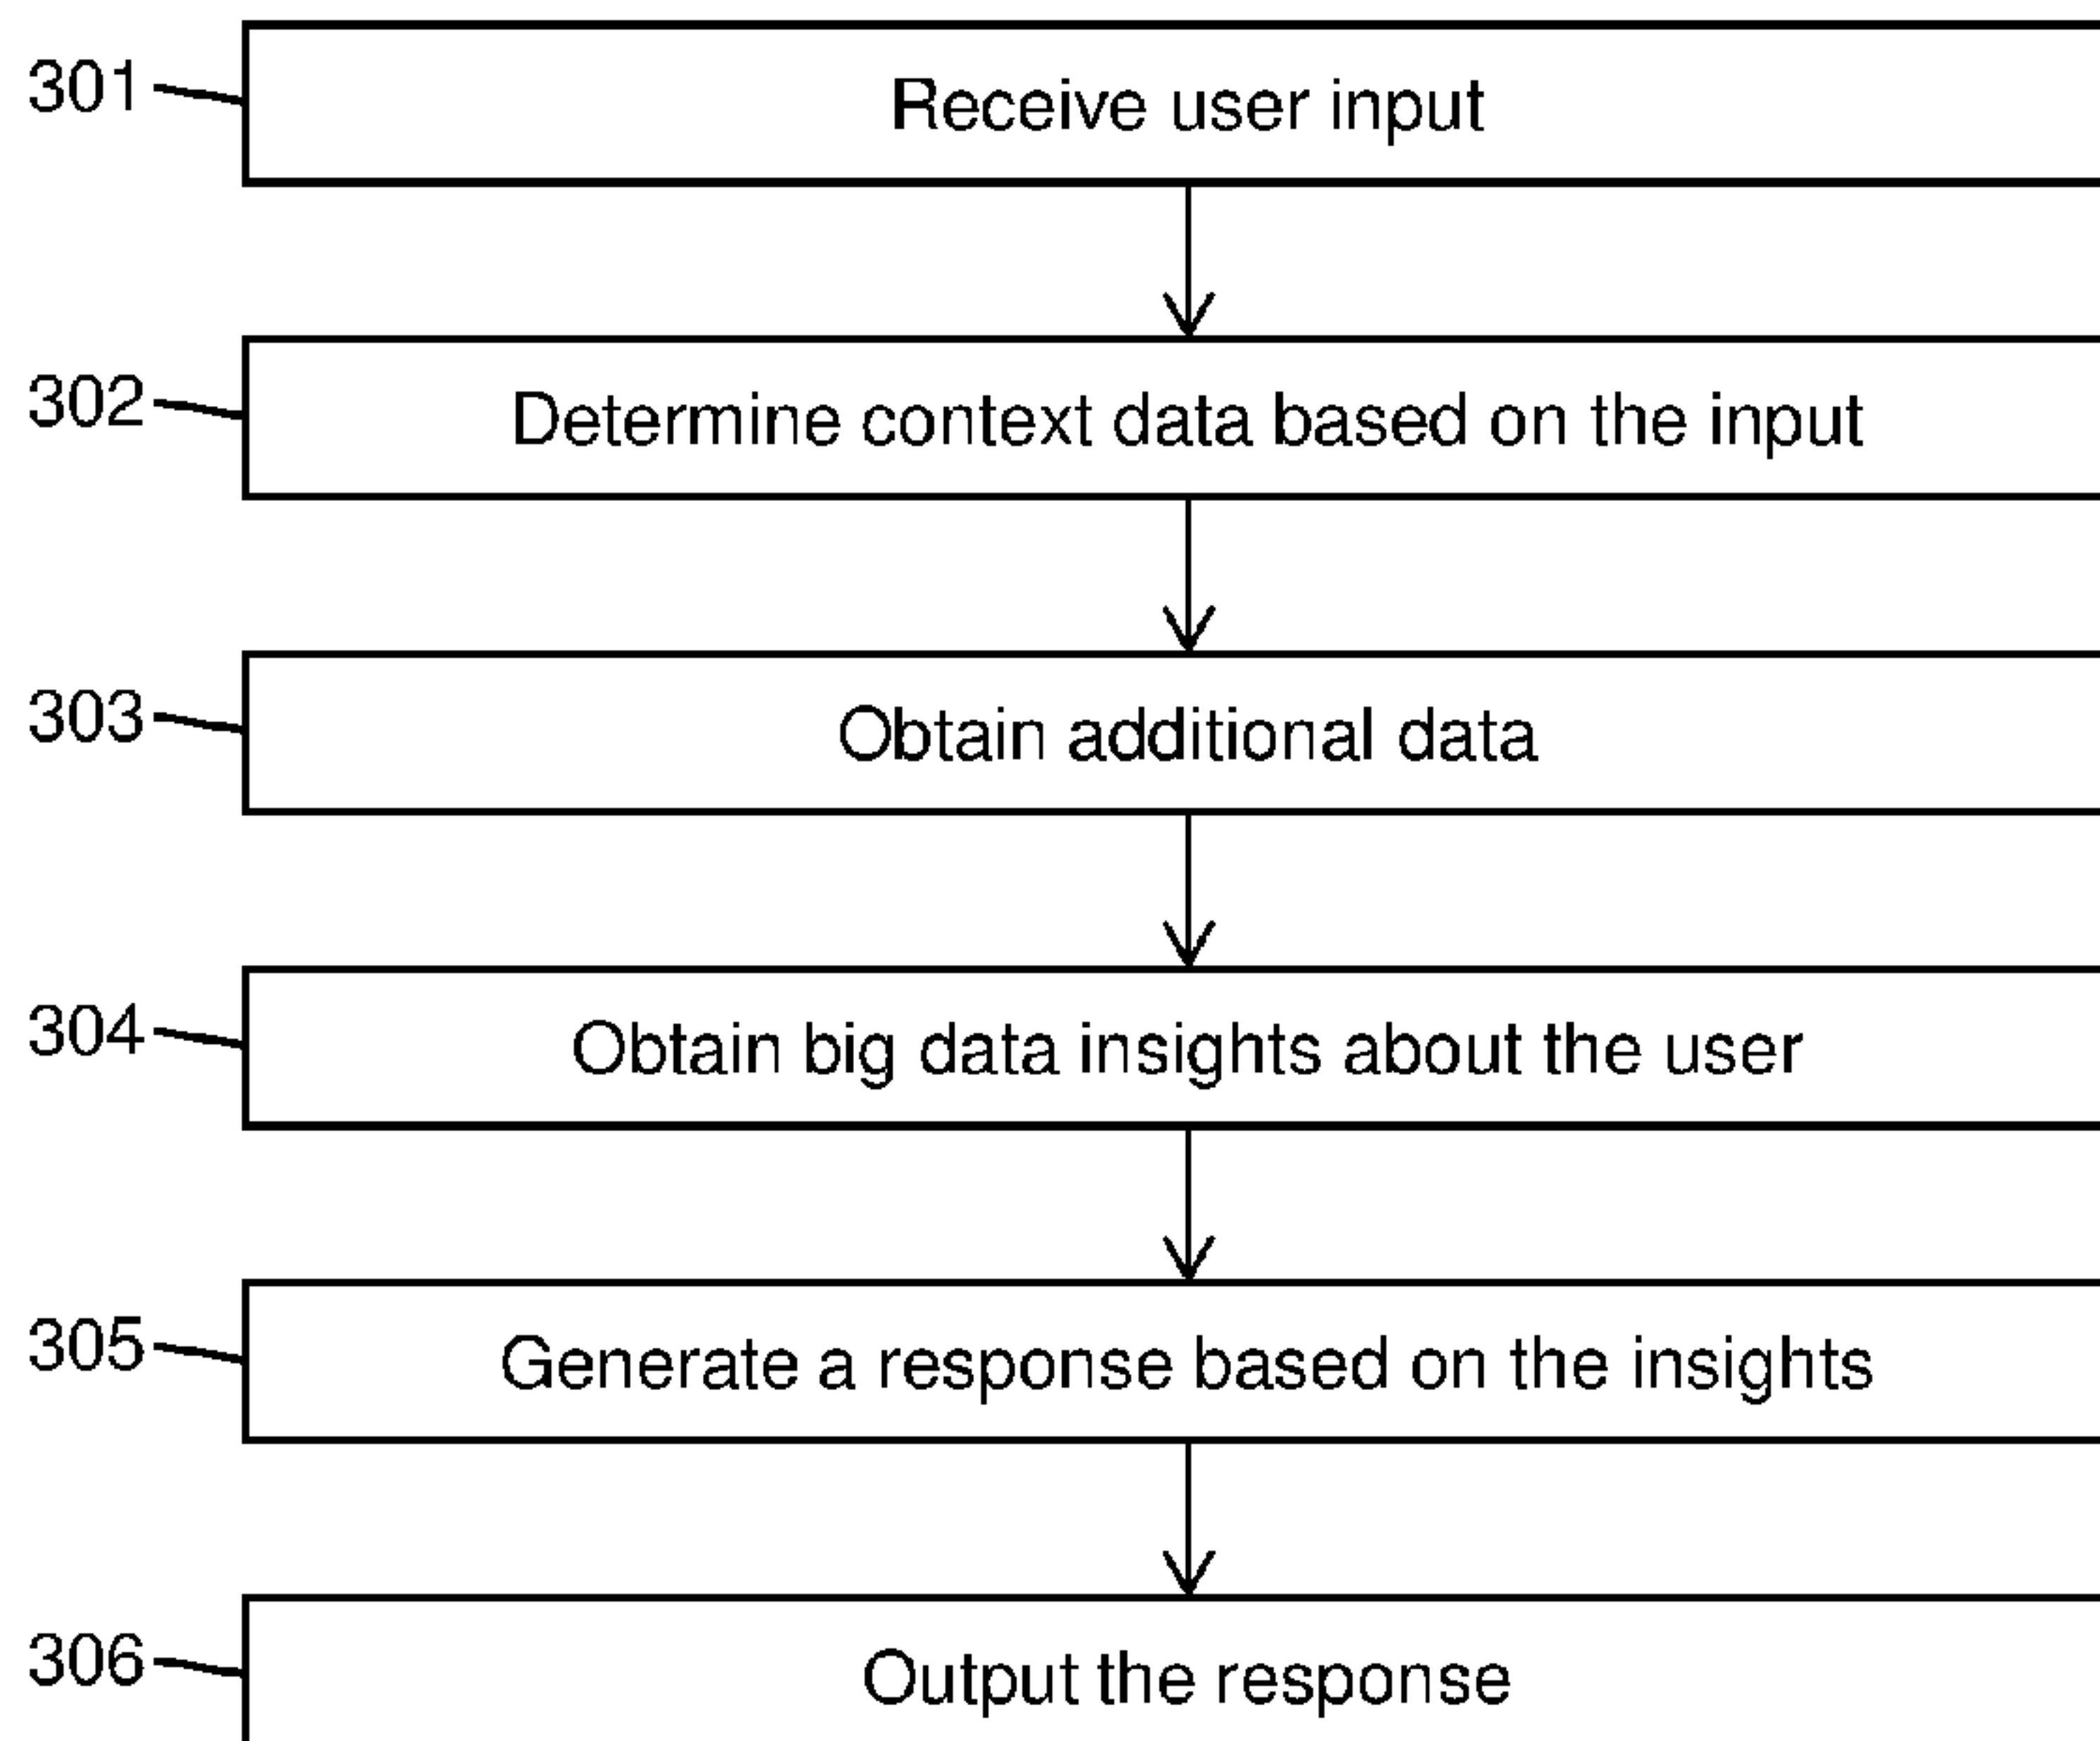 301 Receive user input
302 Determine context data based on the input
303 Obtain additional data
304 Obtain big data insights about the user
305 Generate a response based on the insights
306 Output the response